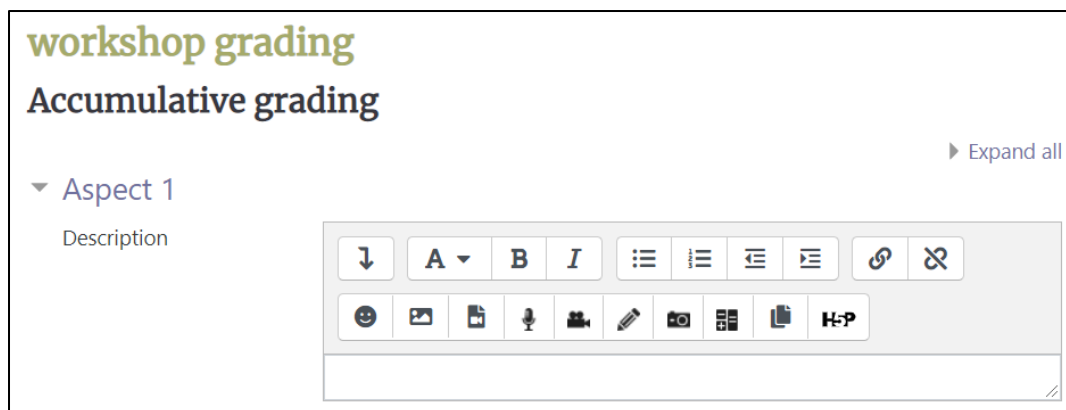 workshop grading
Accumulative grading
Expand all
Aspect 1
Description
A B I
H5P